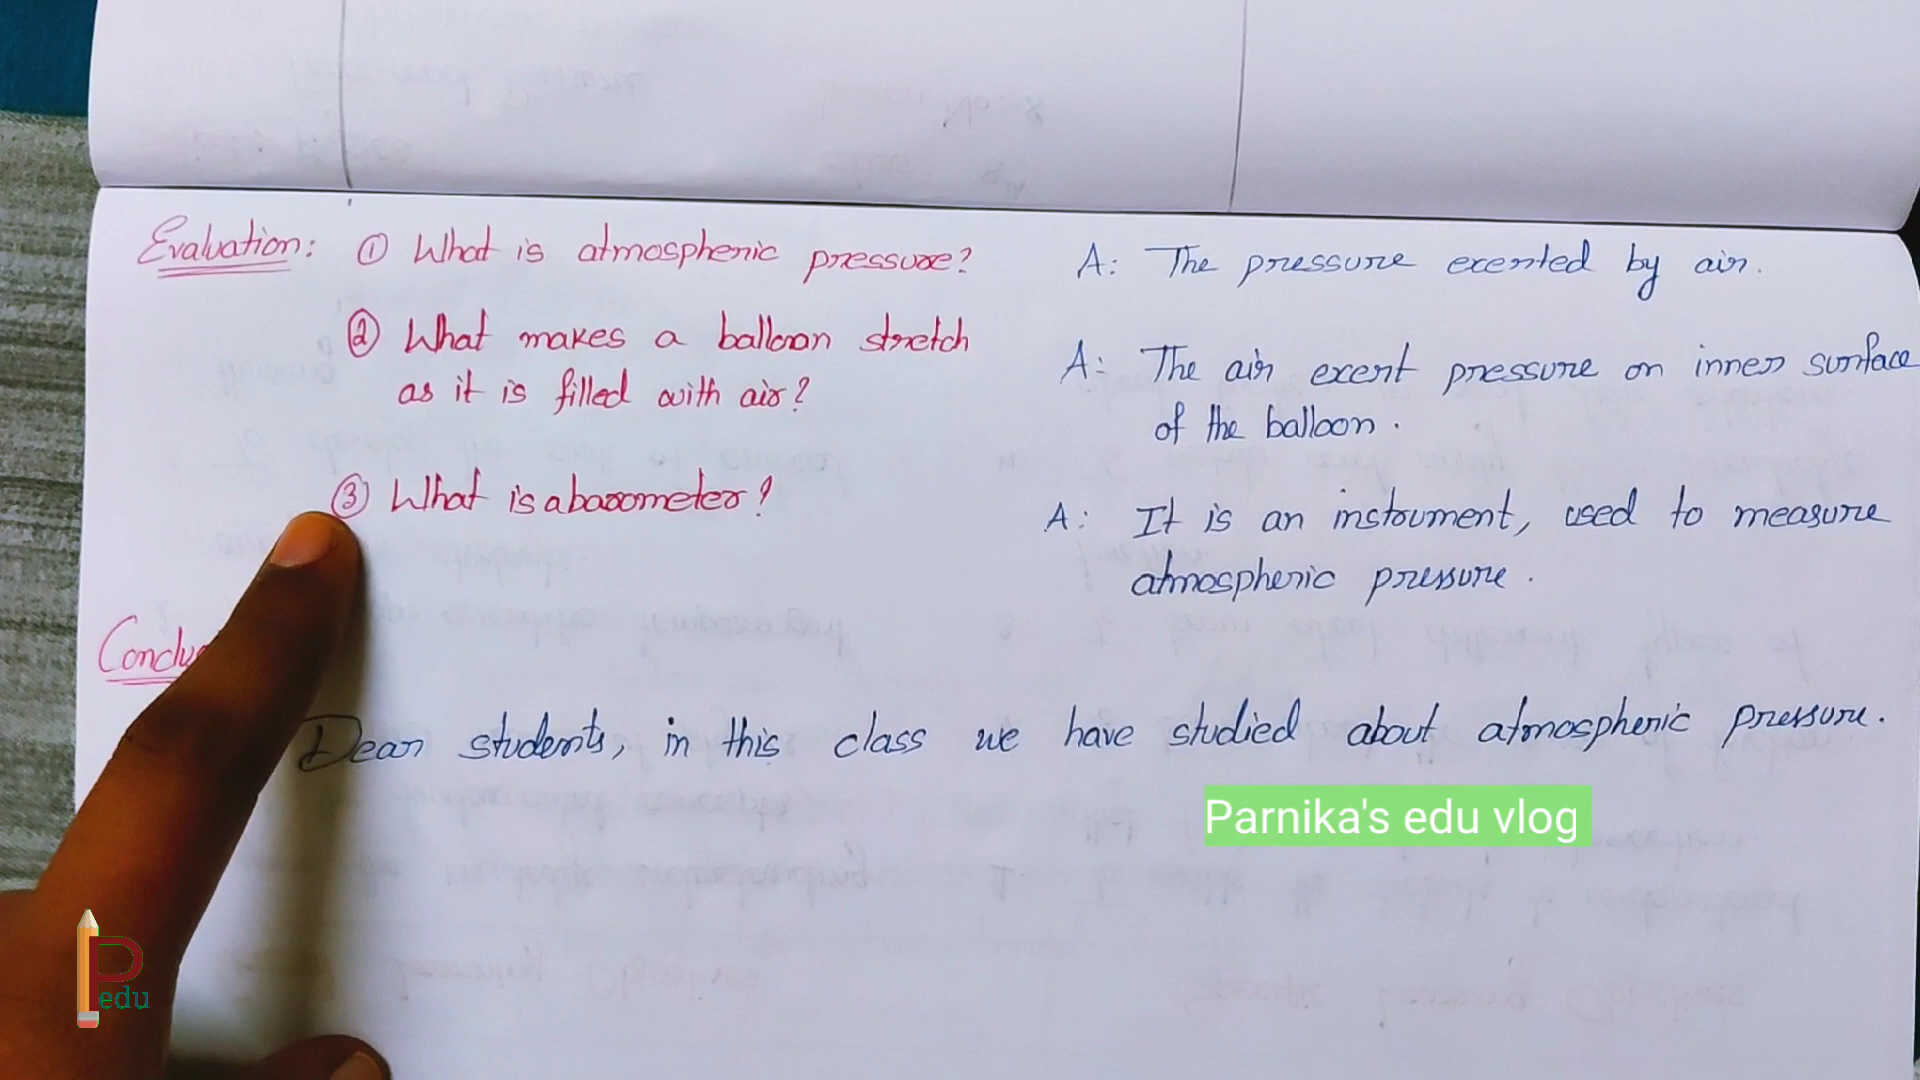 Evaluation: ① What is atmospheric pressure?
A: The pressure exerted by air.
② What makes a balloon stretch
as it is filled with air?
A: The air exert pressure on inner surface
of the balloon.
③ What is a barometer?
A: It is an instrument, used to measure
atmospheric pressure.
Conclu
Dear students, in this class we have studied about atmospheric pressure.
Parnika's edu vlog
P
edu